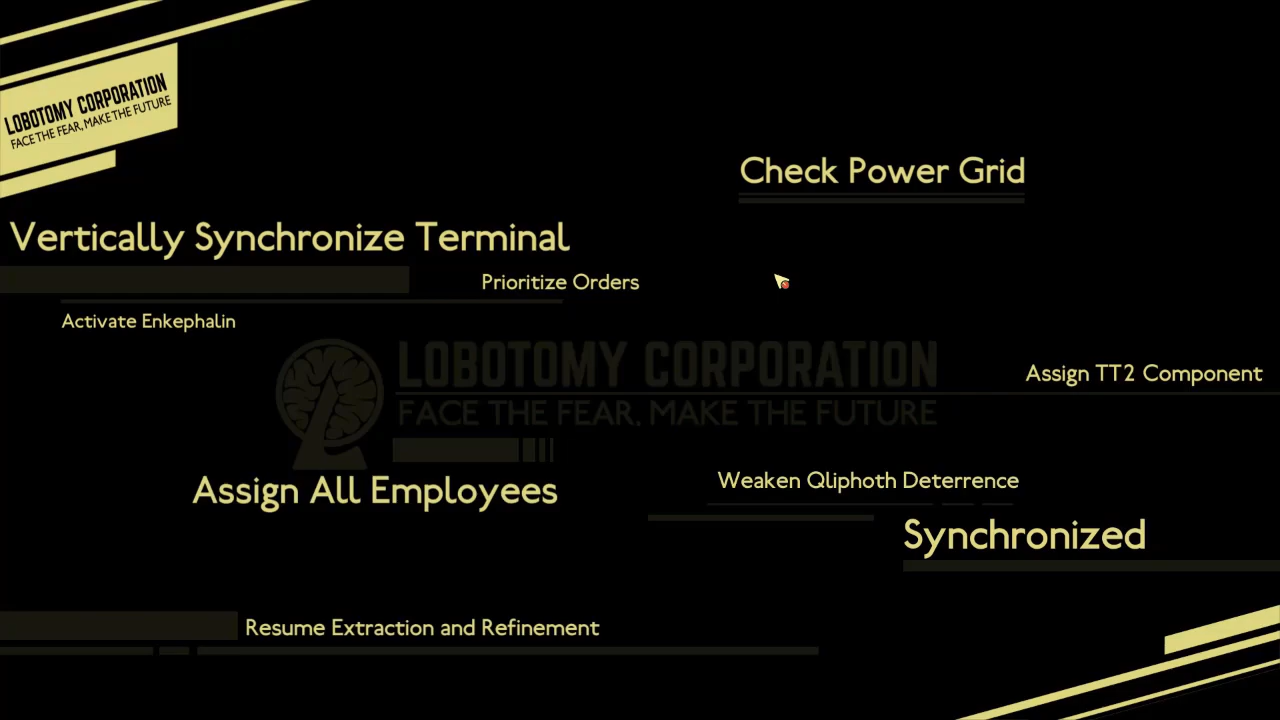 LOBOTOMY CORPORATION
FACE THE FEAR, MAKE THE FUTURE
Check Power Grid
Vertically Synchronize Terminal
Prioritize Orders
Activate Enkephalin
LOBOTOMY CORPORATION
FACE THE FEAR, MAKE THE FUTURE
Assign TT2 Component
Assign All Employees
Weaken Qliphoth Deterrence
Synchronized
Resume Extraction and Refinement